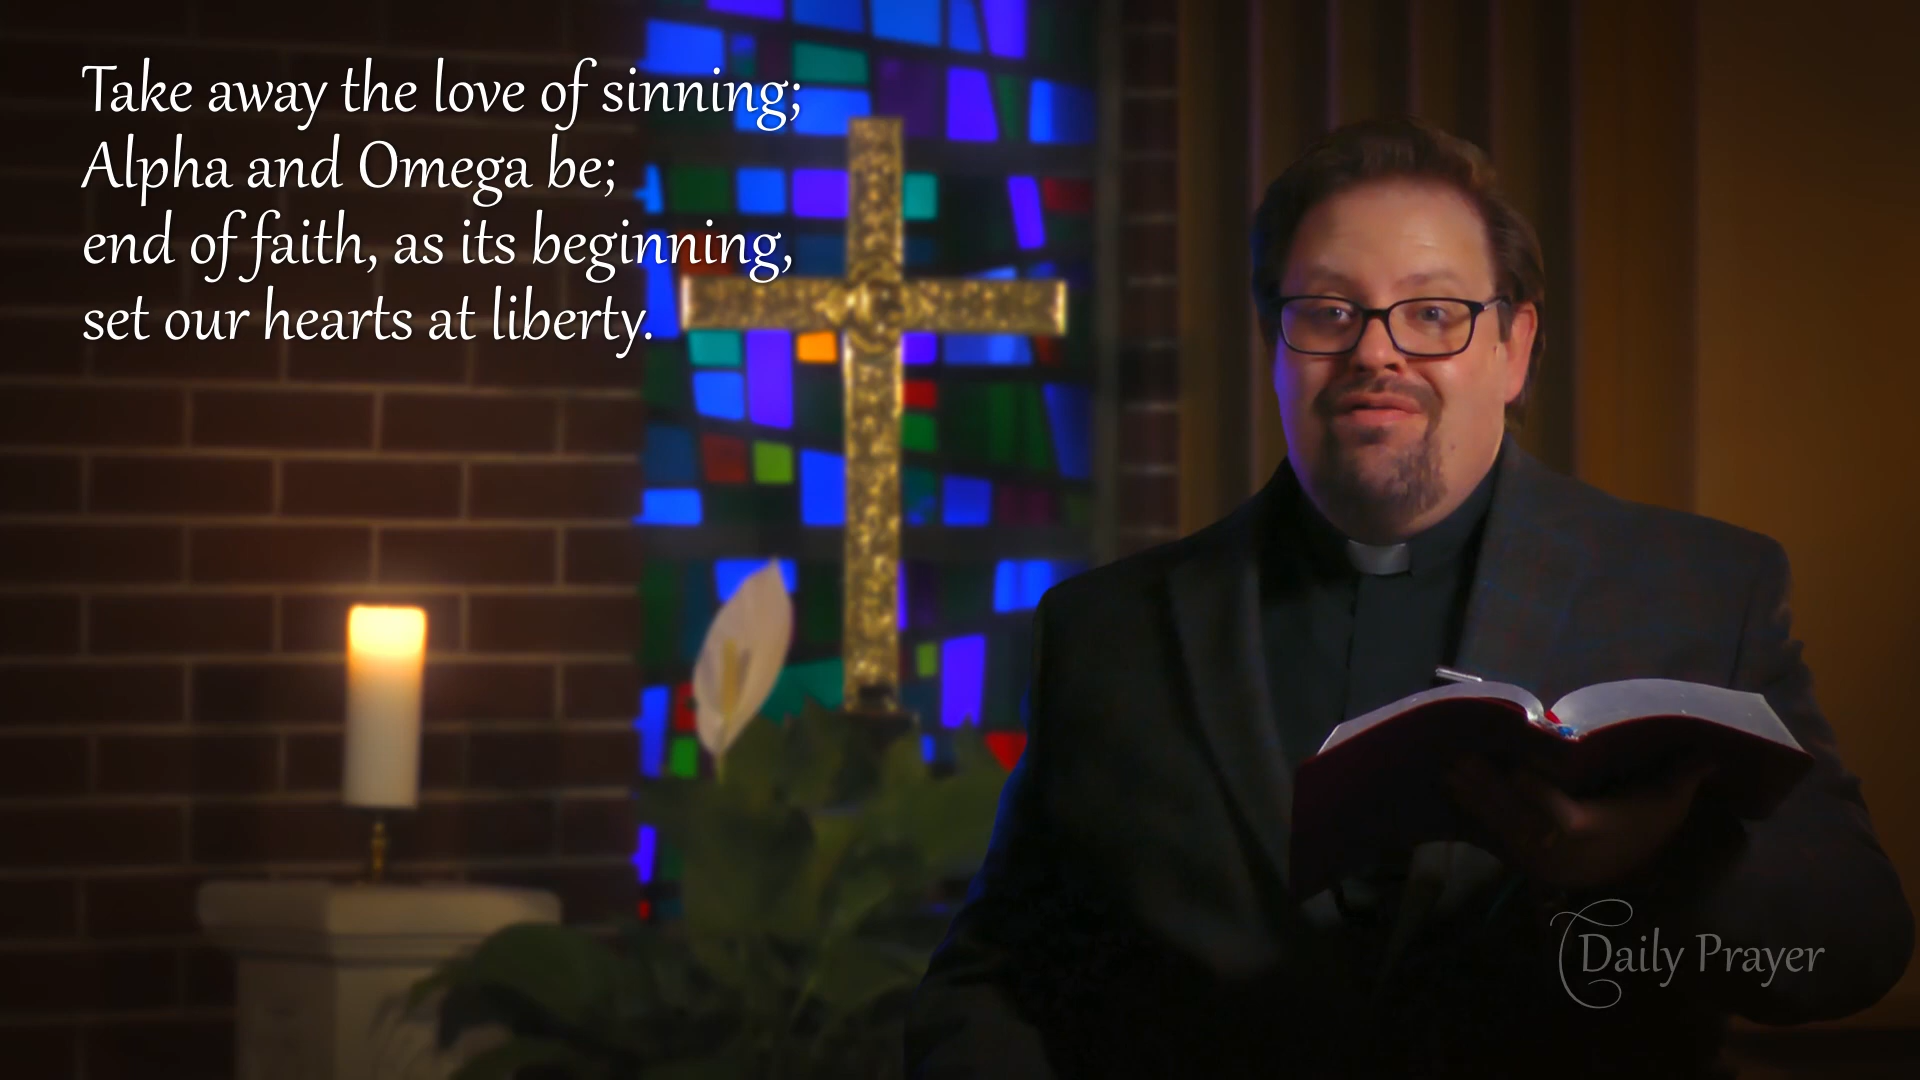 Take away the love of sinning;
Alpha and Omega be;
end of faith, as its beginning,
set our hearts at liberty.
Daily Prayer